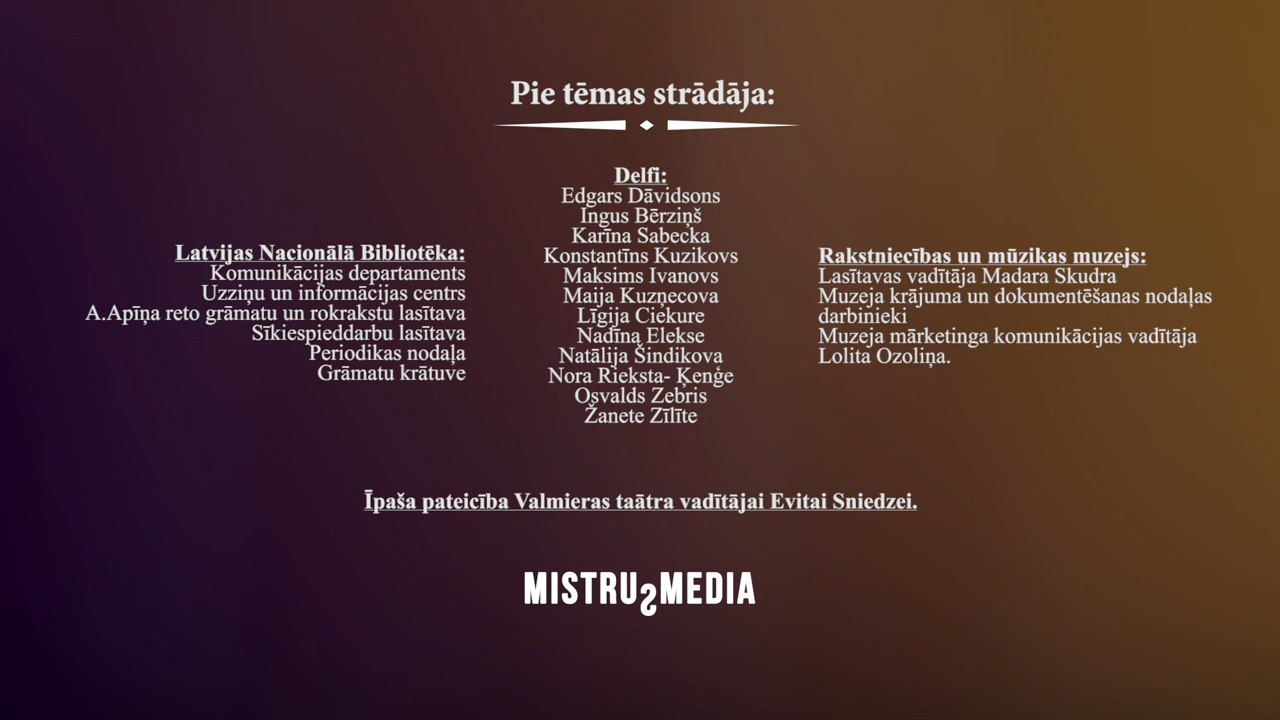 Pie tēmas strādāja:
Latvijas Nacionālā Bibliotēka:
Komunikācijas departaments
Uzziņu un informācijas centrs
A.Apīņa reto grāmatu un rokrakstu lasītava
Sīkiespieddarbu lasītava
Periodikas nodaļa
Grāmatu krātuve
Delfi:
Edgars Dāvidsons
Ingus Bērziņš
Karīna Sabecka
Konstantīns Kuzikovs
Maksims Ivanovs
Maija Kuzņecova
Līgija Ciekure
Nadīna Elekse
Natālija Šindikova
Nora Rieksta- Ķenģe
Osvalds Zebris
Žanete Zīlīte
Rakstniecības un mūzikas muzejs:
Lasītavas vadītāja Madara Skudra
Muzeja krājuma un dokumentēšanas nodaļas
darbinieki
Muzeja mārketinga komunikācijas vadītāja
Lolita Ozoliņa.
Īpaša pateicība Valmieras taātra vadītājai Evitai Sniedzei.
MISTRUSMEDIA